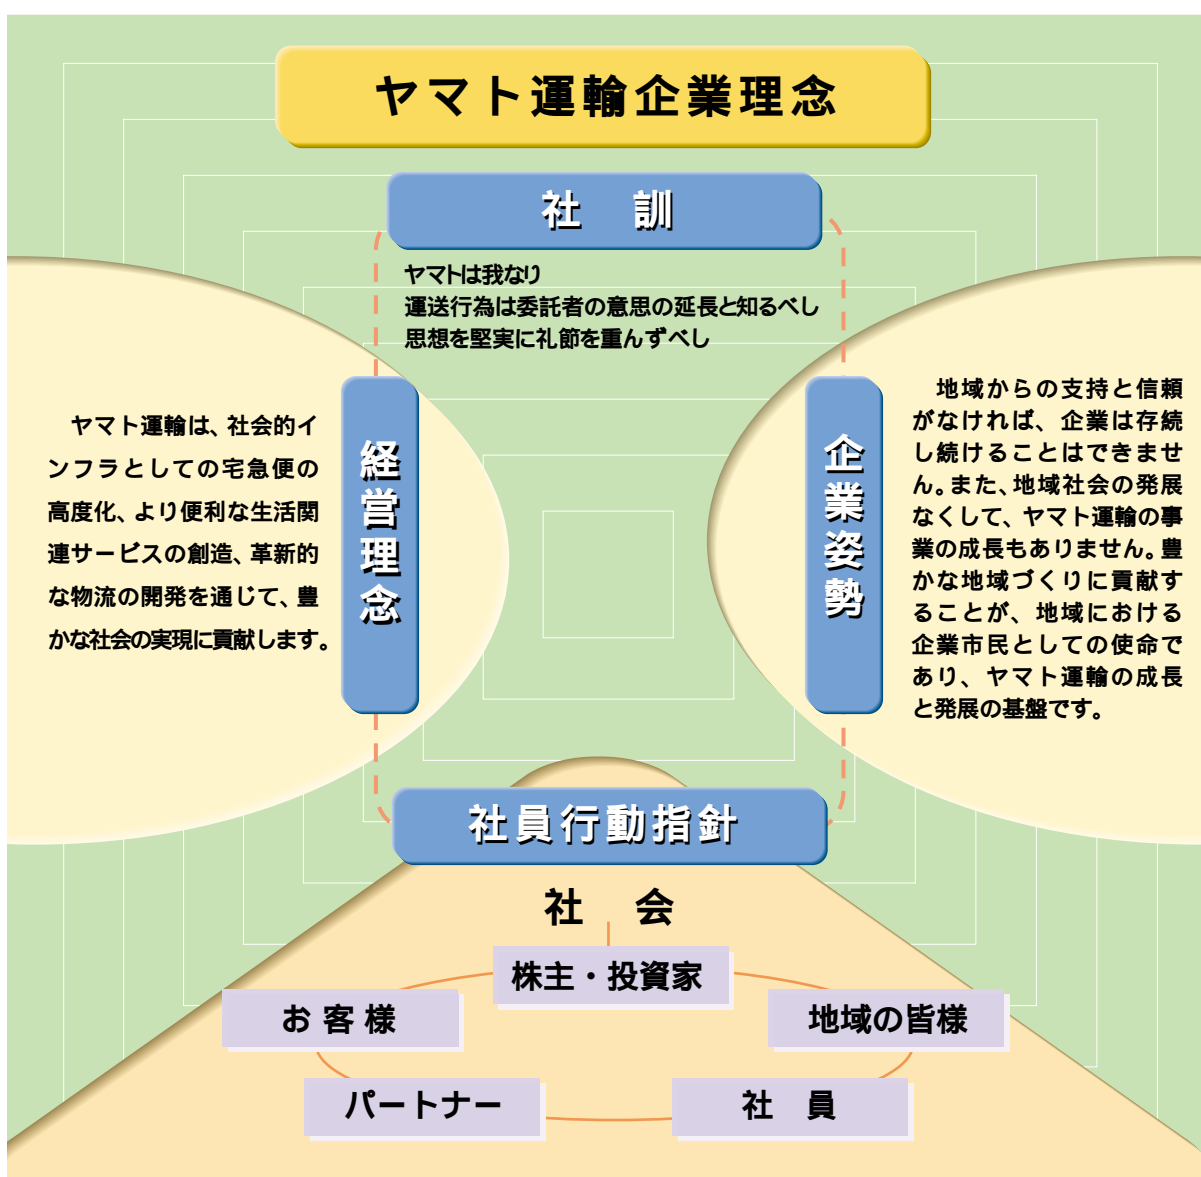 ヤマト運輸企業理念
社　訓
ヤマトは我なり
運送行為は委託者の意思の延長と知るべし
思想を堅実に礼節を重んずべし
経営理念
　ヤマト運輸は、社会的イ
ンフラとしての宅急便の
高度化、より便利な生活関
連サービスの創造、革新的
な物流の開発を通じて、豊
かな社会の実現に貢献します。
企業姿勢
　地域からの支持と信頼
がなければ、企業は存続
し続けることはできませ
ん。また、地域社会の発展
なくして、ヤマト運輸の事
業の成長もありません。豊
かな地域づくりに貢献す
ることが、地域における
企業市民としての使命で
あり、ヤマト運輸の成長
と発展の基盤です。
社員行動指針
社　会
株主・投資家
お客様
地域の皆様
パートナー
社　員